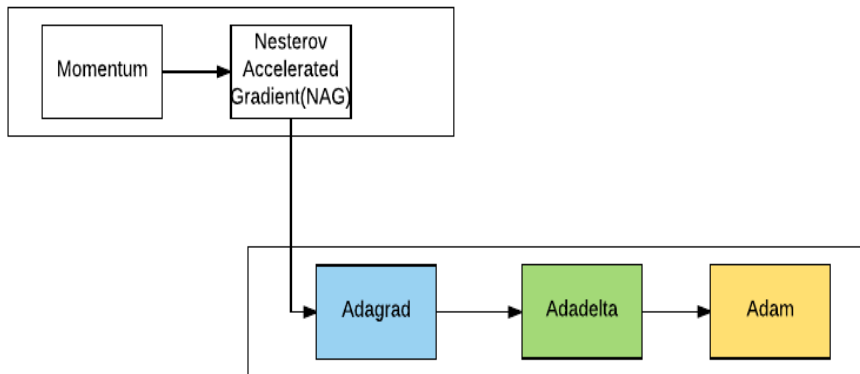 Momentum
Nesterov
Accelerated
Gradient(NAG)
Adagrad
Adadelta
Adam